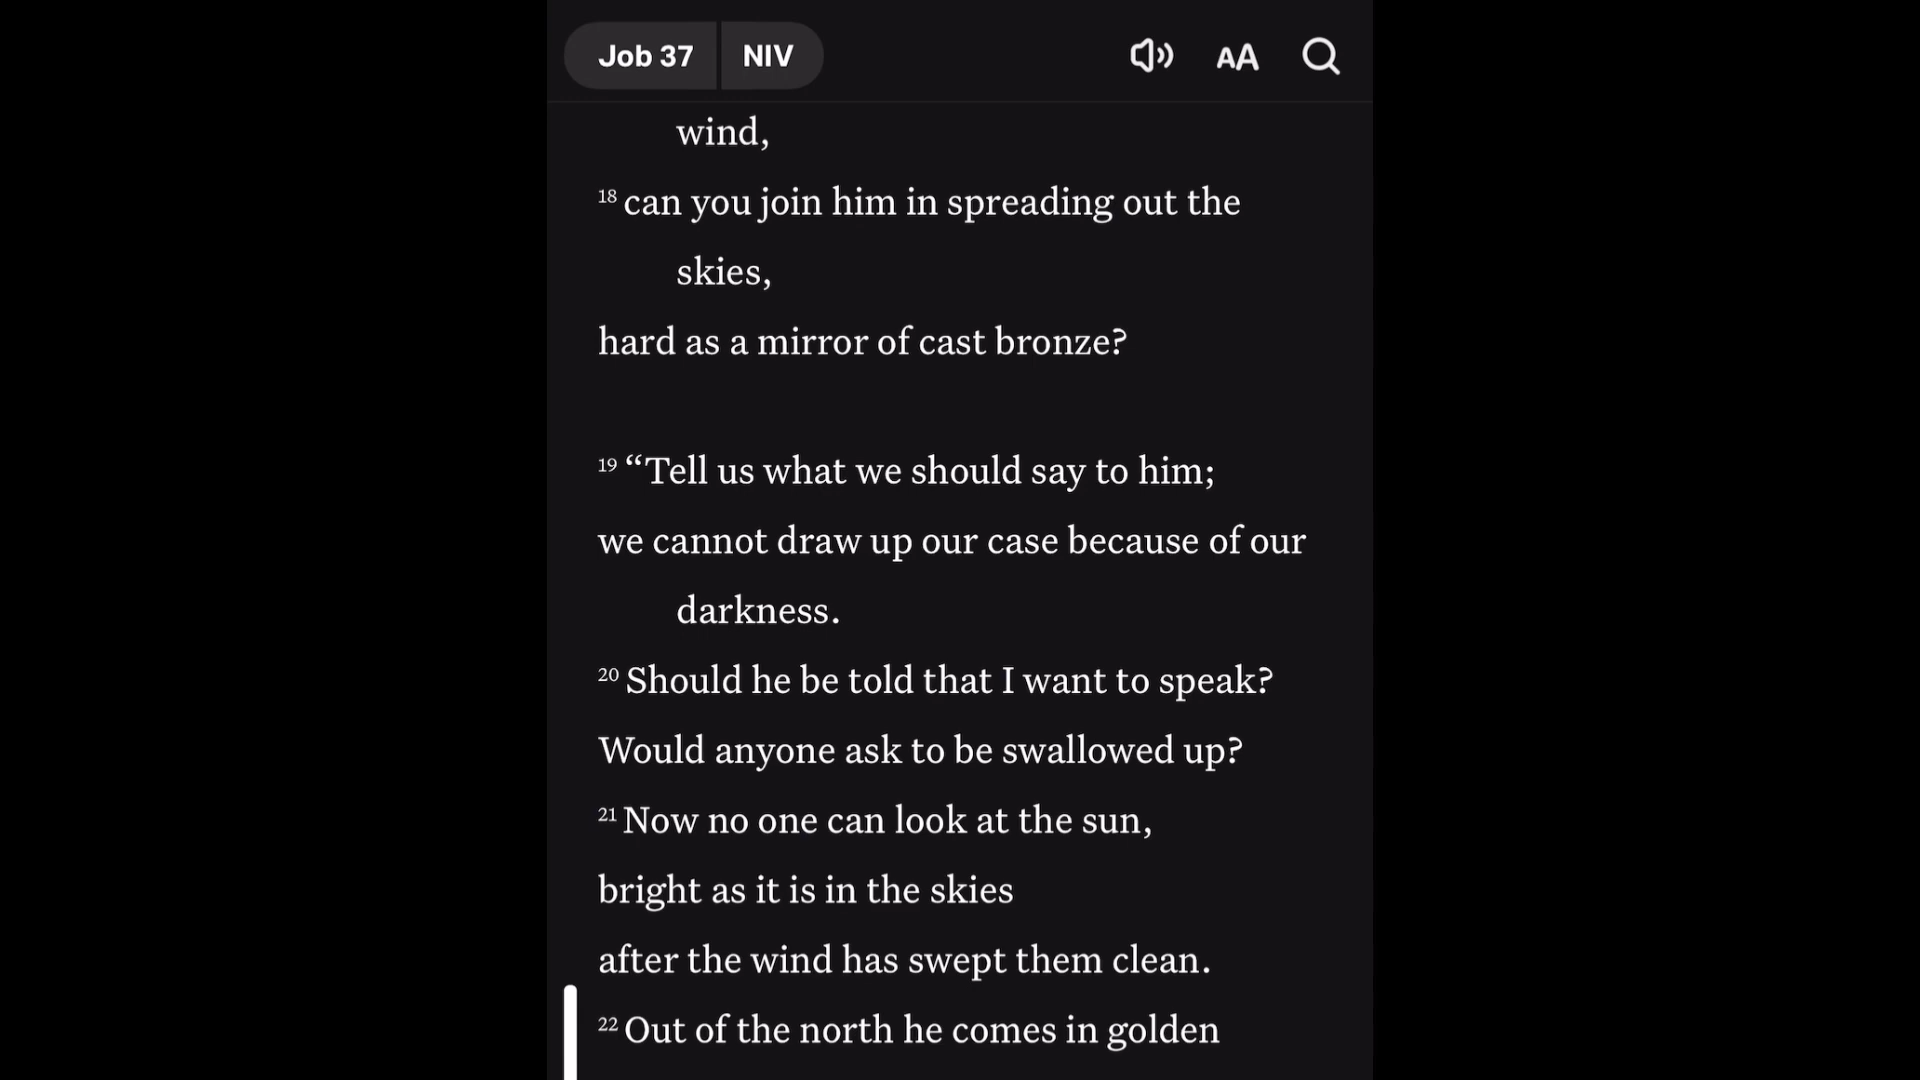 Job 37 NIV AA
wind,
18 can you join him in spreading out the
skies,
hard as a mirror of cast bronze?
19 “Tell us what we should say to him;
we cannot draw up our case because of our
darkness.
20 Should he be told that I want to speak?
Would anyone ask to be swallowed up?
21 Now no one can look at the sun,
bright as it is in the skies
after the wind has swept them clean.
22 Out of the north he comes in golden